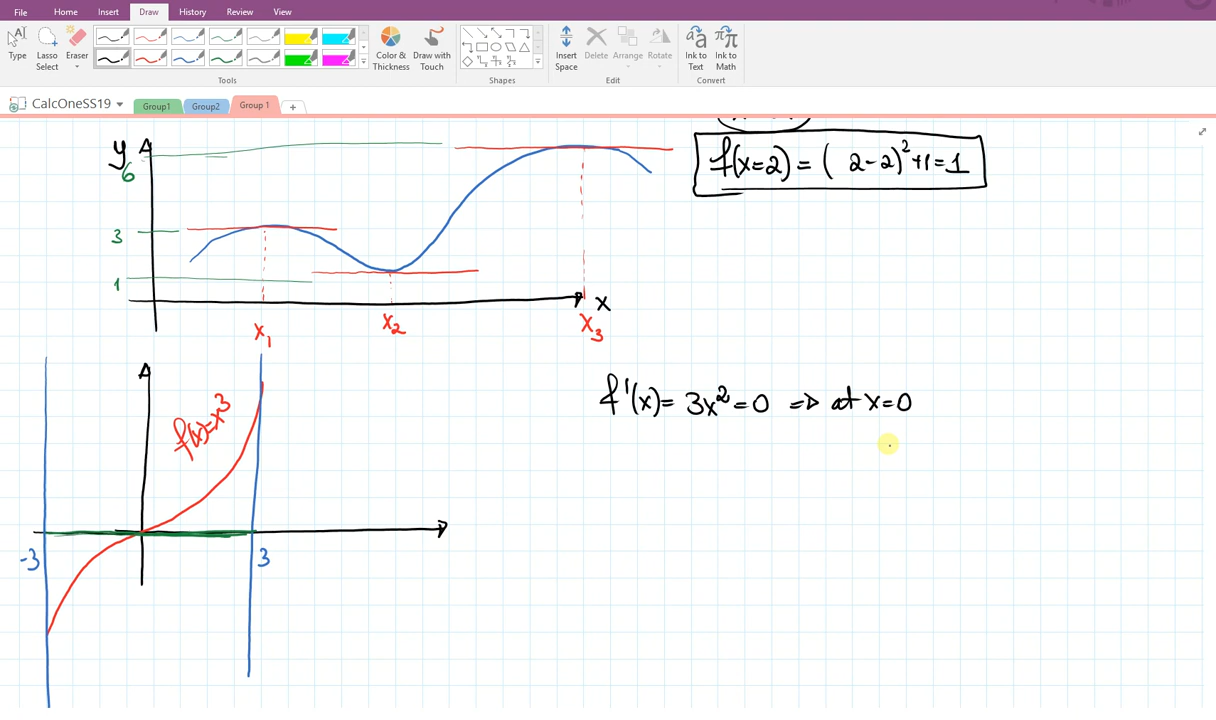 File Home Insert Draw History Review View
Type
Lasso Select
Eraser
Color & Thickness
Draw with Touch
Insert Space
Delete
Arrange
Rotate
Ink to Text
Ink to Math
Tools
Shapes
Edit
Convert
CalcOneSS19
Group1
Group2
Group 1
y
6
3
1
x
x₁
x₂
x₃
f(x=2) = ( 2-2)²+1=1
f(x)=x³
-3
3
f'(x)= 3x²=0 => at x=0